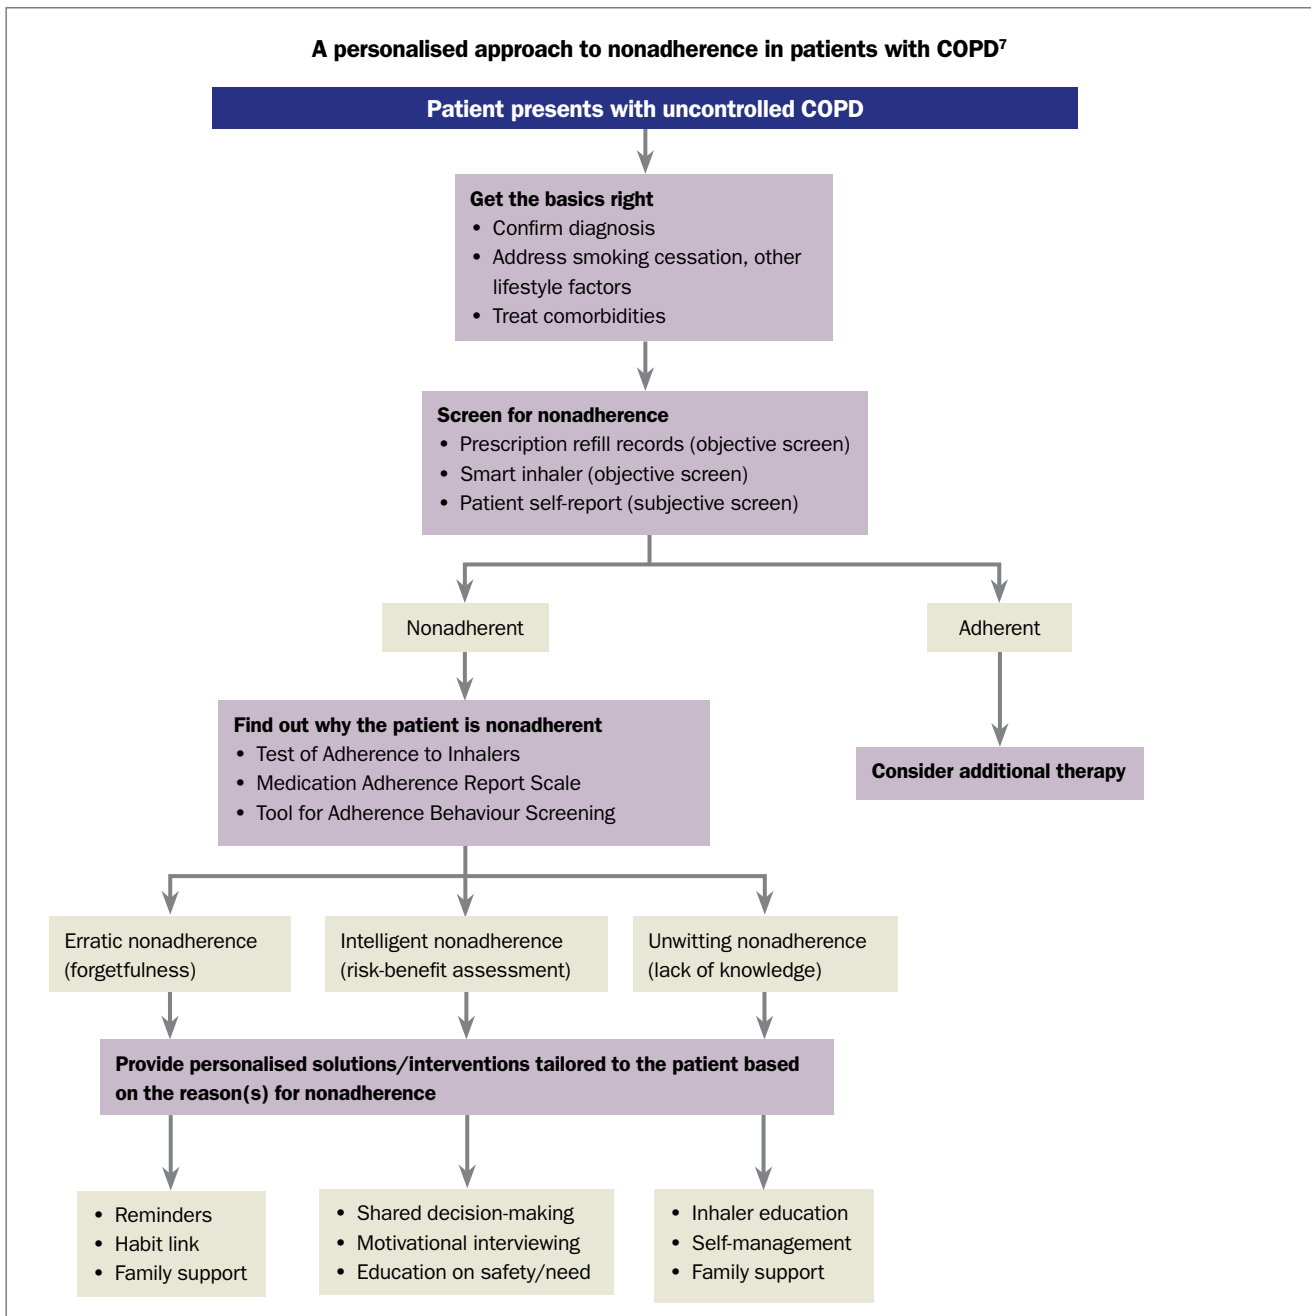 A personalised approach to nonadherence in patients with COPD⁷
Patient presents with uncontrolled COPD
Get the basics right
• Confirm diagnosis
• Address smoking cessation, other
lifestyle factors
• Treat comorbidities
Screen for nonadherence
• Prescription refill records (objective screen)
• Smart inhaler (objective screen)
• Patient self-report (subjective screen)
Nonadherent
Adherent
Find out why the patient is nonadherent
• Test of Adherence to Inhalers
• Medication Adherence Report Scale
• Tool for Adherence Behaviour Screening
Consider additional therapy
Erratic nonadherence
(forgetfulness)
Intelligent nonadherence
(risk-benefit assessment)
Unwitting nonadherence
(lack of knowledge)
Provide personalised solutions/interventions tailored to the patient based
on the reason(s) for nonadherence
• Reminders
• Habit link
• Family support
• Shared decision-making
• Motivational interviewing
• Education on safety/need
• Inhaler education
• Self-management
• Family support